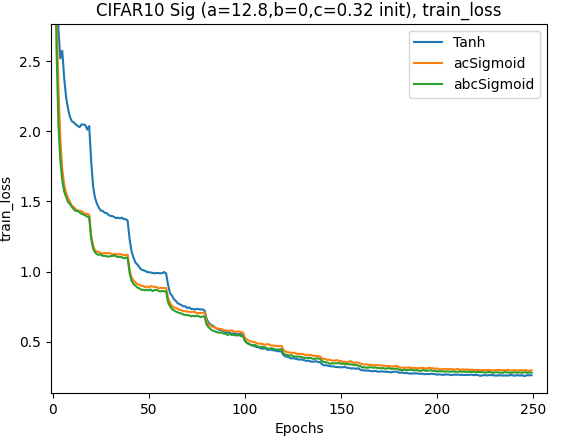 CIFAR10 Sig (a=12.8,b=0,c=0.32 init), train_loss
Tanh
acSigmoid
abcSigmoid
train_loss
2.5
2.0
1.5
1.0
0.5
0
50
100
150
200
250
Epochs